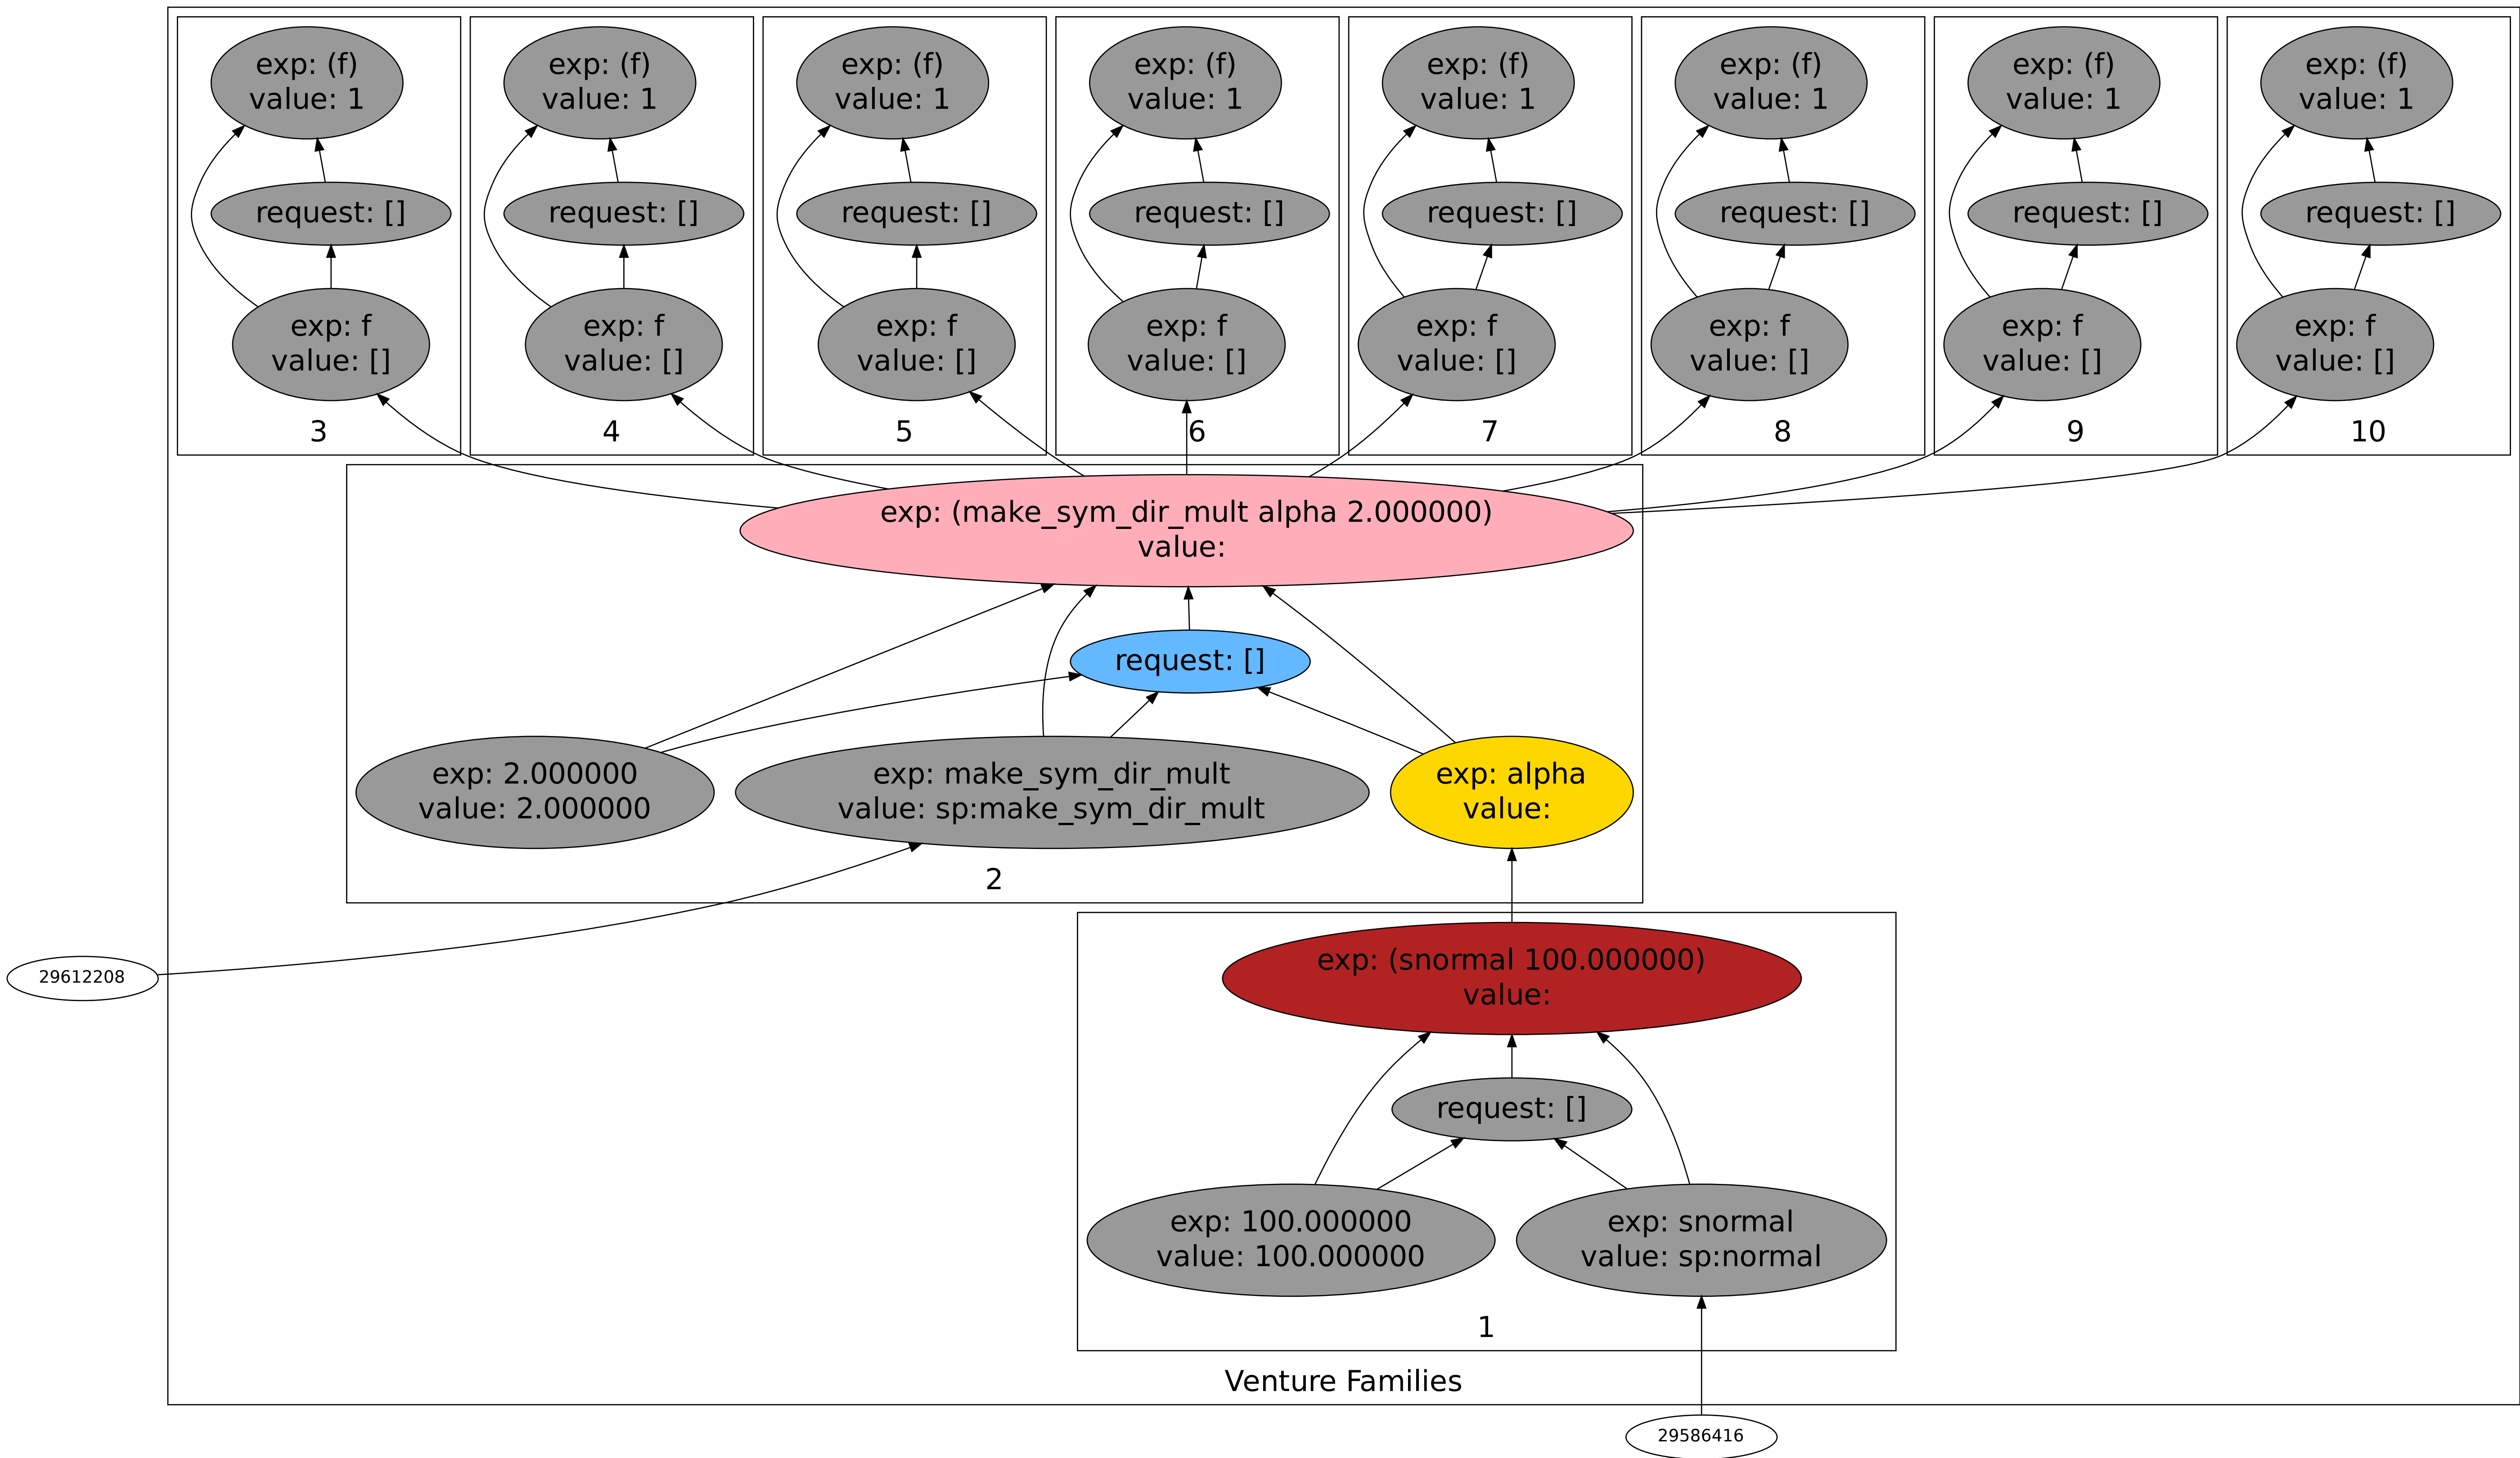 exp: (f)
value: 1
request: []
exp: f
value: []
3
exp: (f)
value: 1
request: []
exp: f
value: []
4
exp: (f)
value: 1
request: []
exp: f
value: []
5
exp: (f)
value: 1
request: []
exp: f
value: []
6
exp: (f)
value: 1
request: []
exp: f
value: []
7
exp: (f)
value: 1
request: []
exp: f
value: []
8
exp: (f)
value: 1
request: []
exp: f
value: []
9
exp: (f)
value: 1
request: []
exp: f
value: []
10
exp: (make_sym_dir_mult alpha 2.000000)
value:
request: []
exp: 2.000000
value: 2.000000
exp: make_sym_dir_mult
value: sp:make_sym_dir_mult
exp: alpha
value:
2
29612208
exp: (snormal 100.000000)
value:
request: []
exp: 100.000000
value: 100.000000
exp: snormal
value: sp:normal
1
Venture Families
29586416